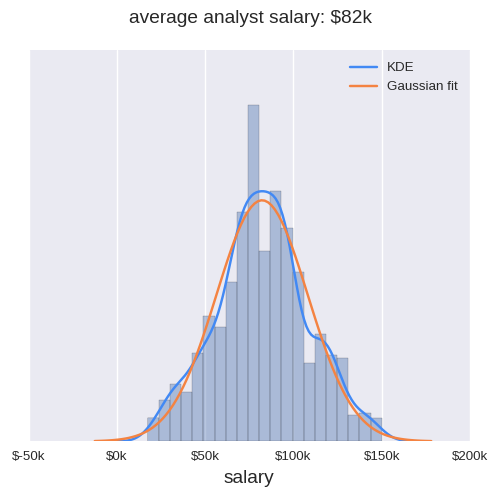 average analyst salary: $82k
KDE
Gaussian fit
$-50k $0k $50k $100k $150k $200k
salary